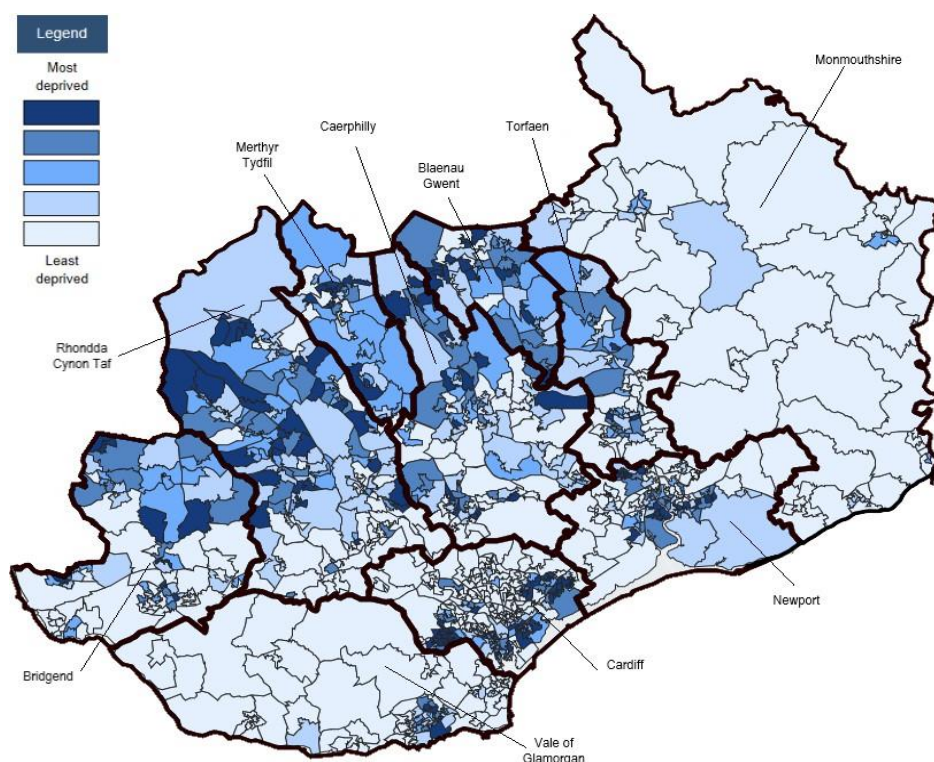 Legend
Most
deprived
Least
deprived
Monmouthshire
Caerphilly
Torfaen
Merthyr
Tydfil
Blaenau
Gwent
Rhondda
Cynon Taf
Newport
Cardiff
Bridgend
Vale of
Glamorgan